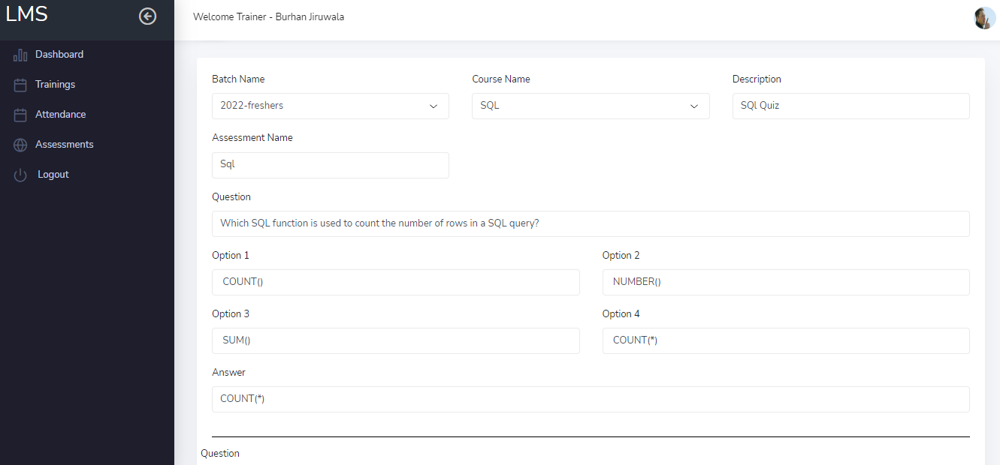 LMS
Welcome Trainer - Burhan Jiruwala
Dashboard
Trainings
Attendance
Assessments
Logout
Batch Name
Course Name
Description
2022-freshers
SQL
SQl Quiz
Assessment Name
Sql
Question
Which SQL function is used to count the number of rows in a SQL query?
Option 1
Option 2
COUNT()
NUMBER()
Option 3
Option 4
SUM()
COUNT(*)
Answer
COUNT(*)
Question